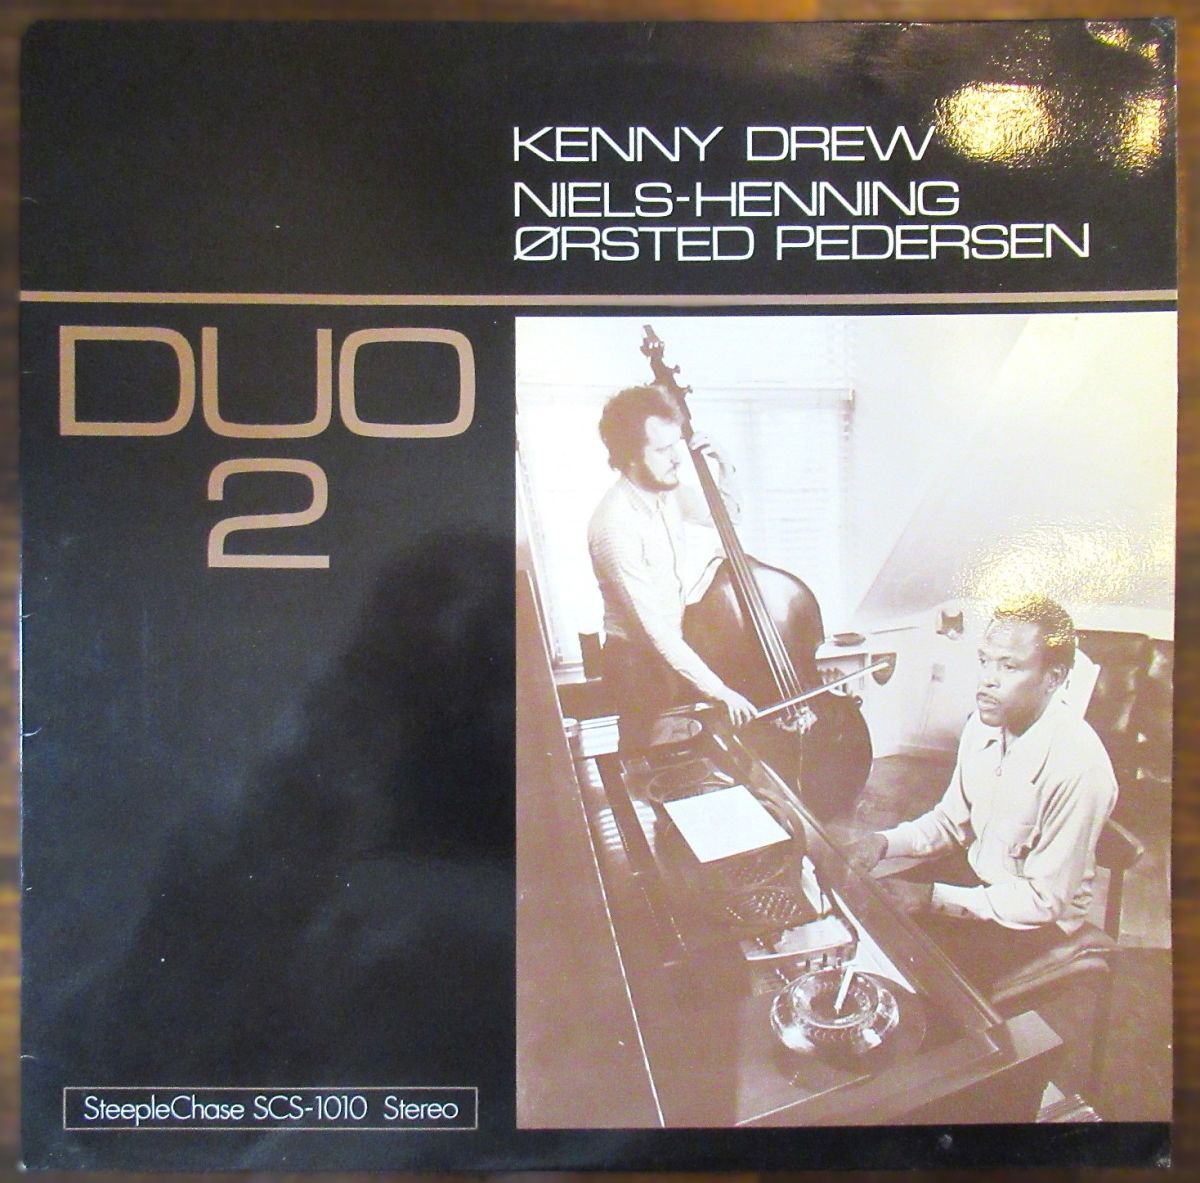 KENNY DREW
NIELS-HENNING
ØRSTED PEDERSEN
DUO
2
SteepleChase SCS-1010 Stereo